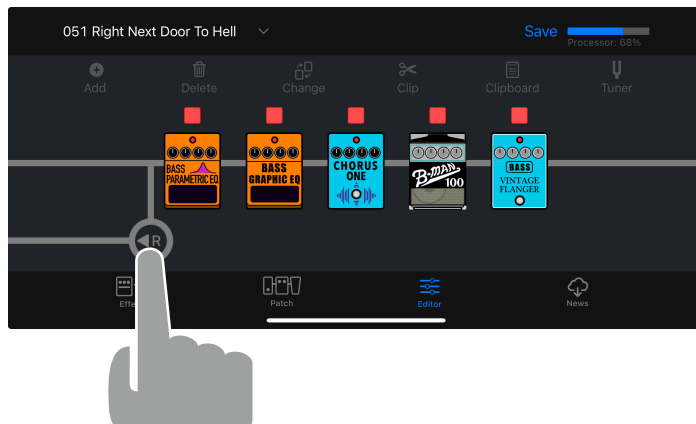 051 Right Next Door To Hell
Save
Processor: 68%
Add
Delete
Change
Clip
Clipboard
Tuner
BASS
PARAMETRIC EQ
BASS
GRAPHIC EQ
CHORUS
ONE
B-MAN
100
BASS
VINTAGE
FLANGER
R
Effe
Patch
Editor
News